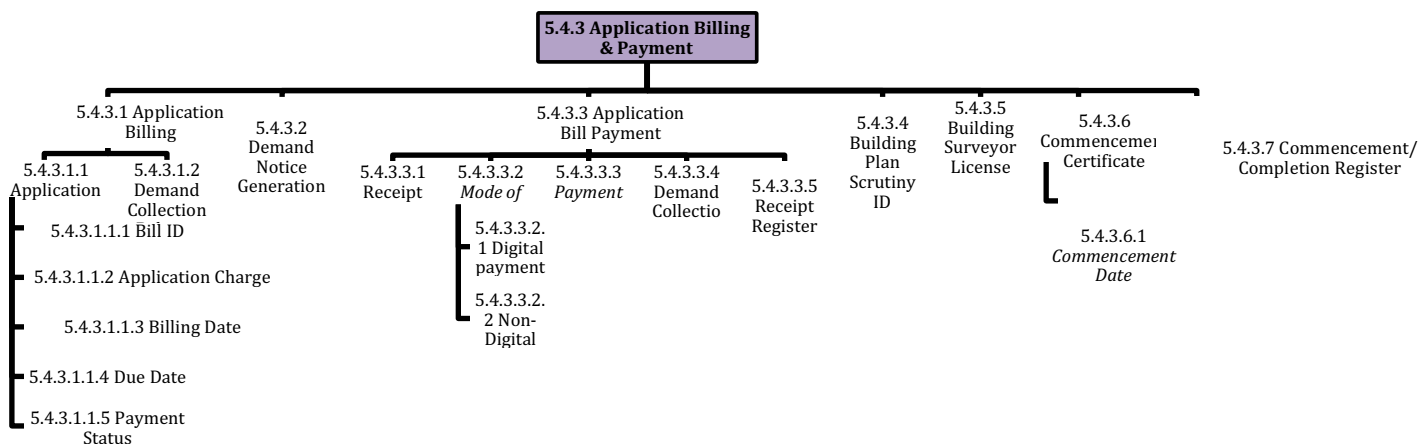 5.4.3 Application Billing
& Payment
5.4.3.1 Application
Billing
5.4.3.1.1
Application
5.4.3.1.1.1 Bill ID
5.4.3.1.1.2 Application Charge
5.4.3.1.1.3 Billing Date
5.4.3.1.1.4 Due Date
5.4.3.1.1.5 Payment
Status
5.4.3.1.2
Demand
Collection
5.4.3.2
Demand
Notice
Generation
5.4.3.3 Application
Bill Payment
5.4.3.3.1
Receipt
5.4.3.3.2
Mode of
5.4.3.3.2.
1 Digital
payment
5.4.3.3.2.
2 Non-
Digital
5.4.3.3.3
Payment
5.4.3.3.4
Demand
Collectio
5.4.3.3.5
Receipt
Register
5.4.3.4
Building
Plan
Scrutiny
ID
5.4.3.5
Building
Surveyor
License
5.4.3.6
Commencemen
Certificate
5.4.3.6.1
Commencement
Date
5.4.3.7 Commencement/
Completion Register